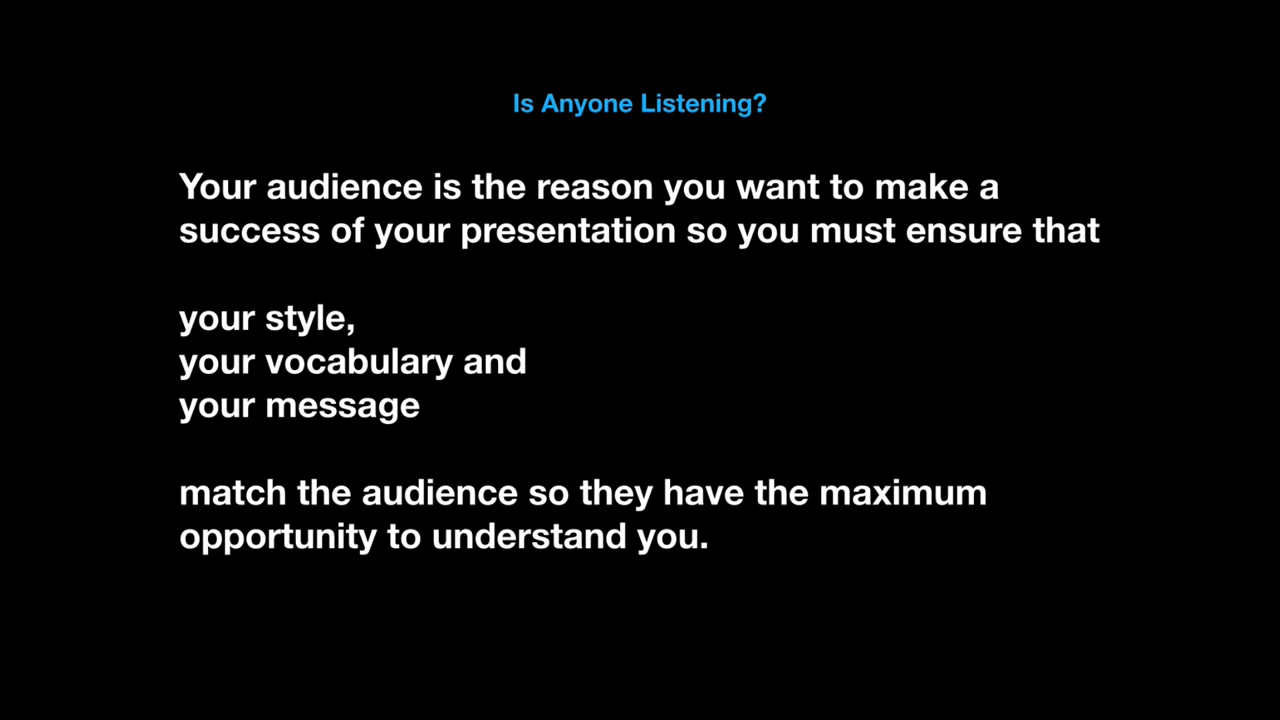 Is Anyone Listening?
Your audience is the reason you want to make a
success of your presentation so you must ensure that
your style,
your vocabulary and
your message
match the audience so they have the maximum
opportunity to understand you.